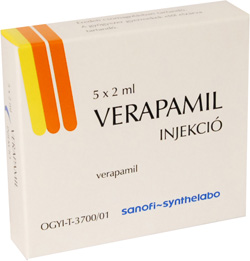 5 x 2 ml
VERAPAMIL
INJEKCIÓ
verapamil
OGYI-T-3700/01
sanofi~synthelabo